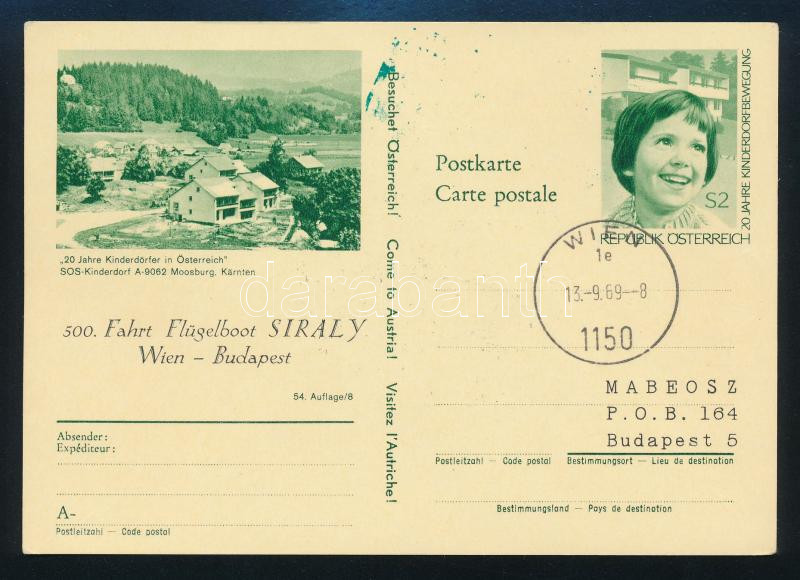 „20 Jahre Kinderdörfer in Österreich"
SOS-Kinderdorf A-9062 Moosburg, Kärnten
500. Fahrt Flügelboot SIRALY
Wien – Budapest
54. Auflage/8
Absender:
Expéditeur:
A-
Postleitzahl – Code postal
Besuchet Österreich! Come to Austria! Visitez l'Autriche!
Postkarte
Carte postale
S2
20 JAHRE KINDERDORFBEWEGUNG
REPUBLIK ÖSTERREICH
WIEN
1e
13.-9.69--8
1150
MABEOSZ
P.O.B. 164
Budapest 5
Postleitzahl – Code postal Bestimmungsort – Lieu de destination
Bestimmungsland – Pays de destination
darabanth